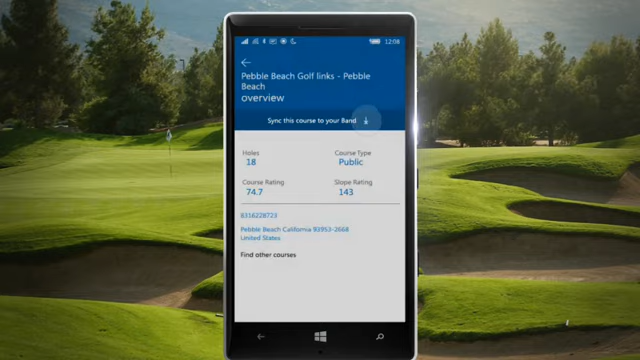 12:08
Pebble Beach Golf links - Pebble
Beach
overview
Sync this course to your Band
Holes
18
Course Type
Public
Course Rating
74.7
Slope Rating
143
8316228723
Pebble Beach California 93953-2668
United States
Find other courses